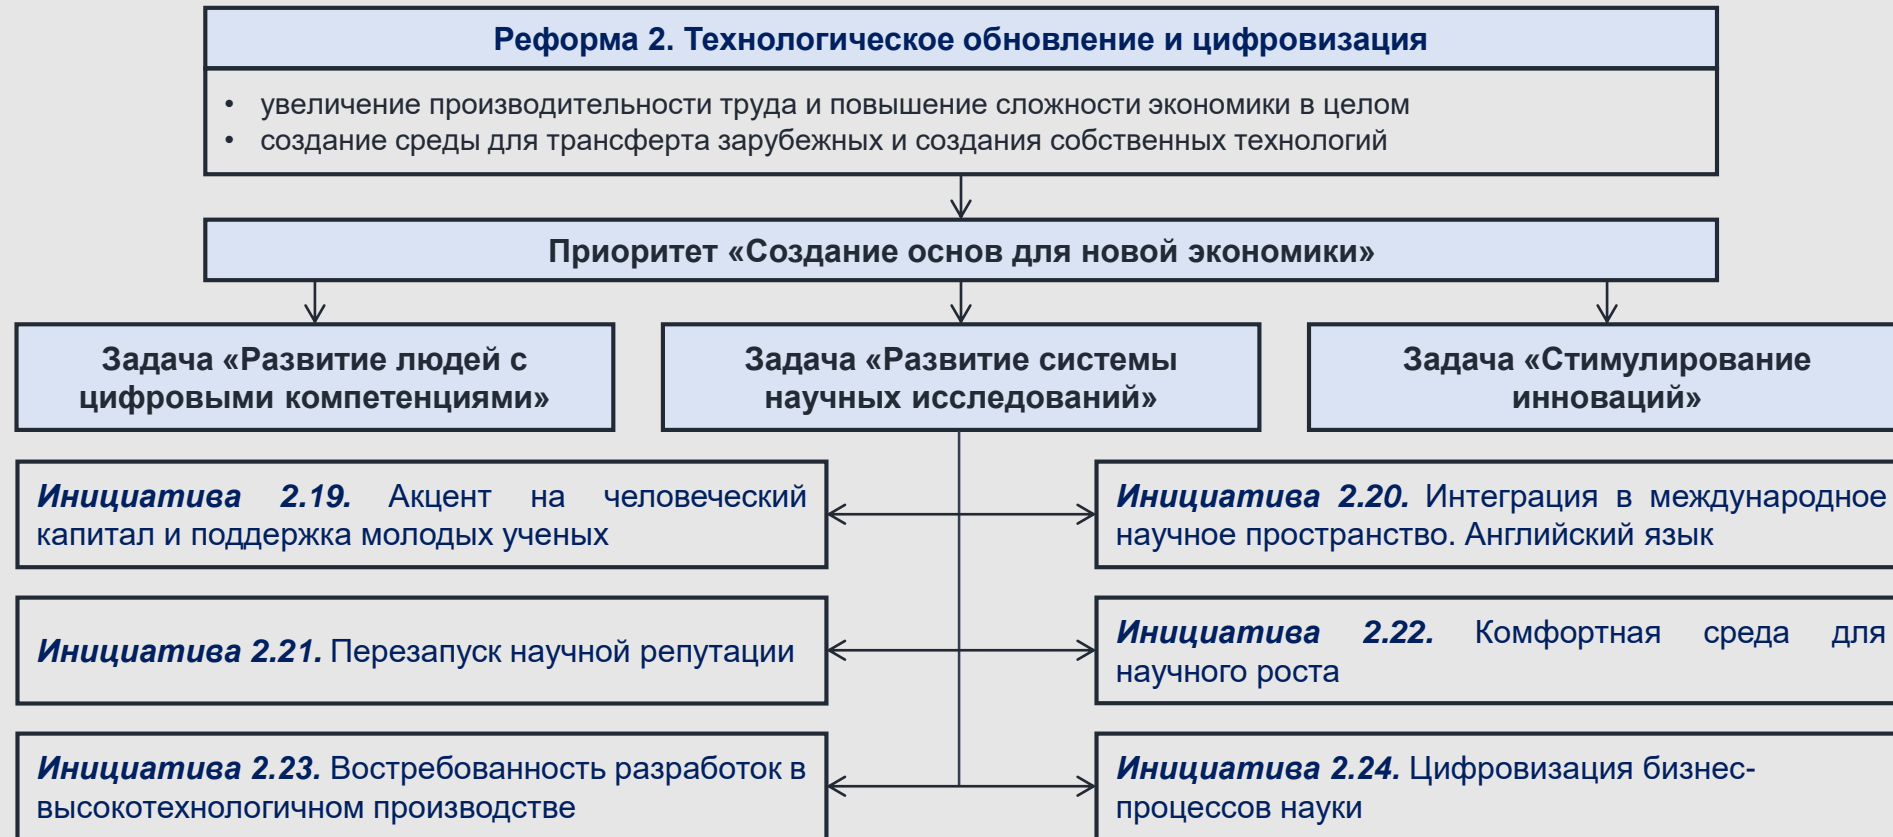 Реформа 2. Технологическое обновление и цифровизация
• увеличение производительности труда и повышение сложности экономики в целом
• создание среды для трансферта зарубежных и создания собственных технологий
Приоритет «Создание основ для новой экономики»
Задача «Развитие людей с
цифровыми компетенциями»
Задача «Развитие системы
научных исследований»
Задача «Стимулирование
инноваций»
Инициатива 2.19. Акцент на человеческий
капитал и поддержка молодых ученых
Инициатива 2.20. Интеграция в международное
научное пространство. Английский язык
Инициатива 2.21. Перезапуск научной репутации
Инициатива 2.22. Комфортная среда для
научного роста
Инициатива 2.23. Востребованность разработок в
высокотехнологичном производстве
Инициатива 2.24. Цифровизация бизнес-
процессов науки